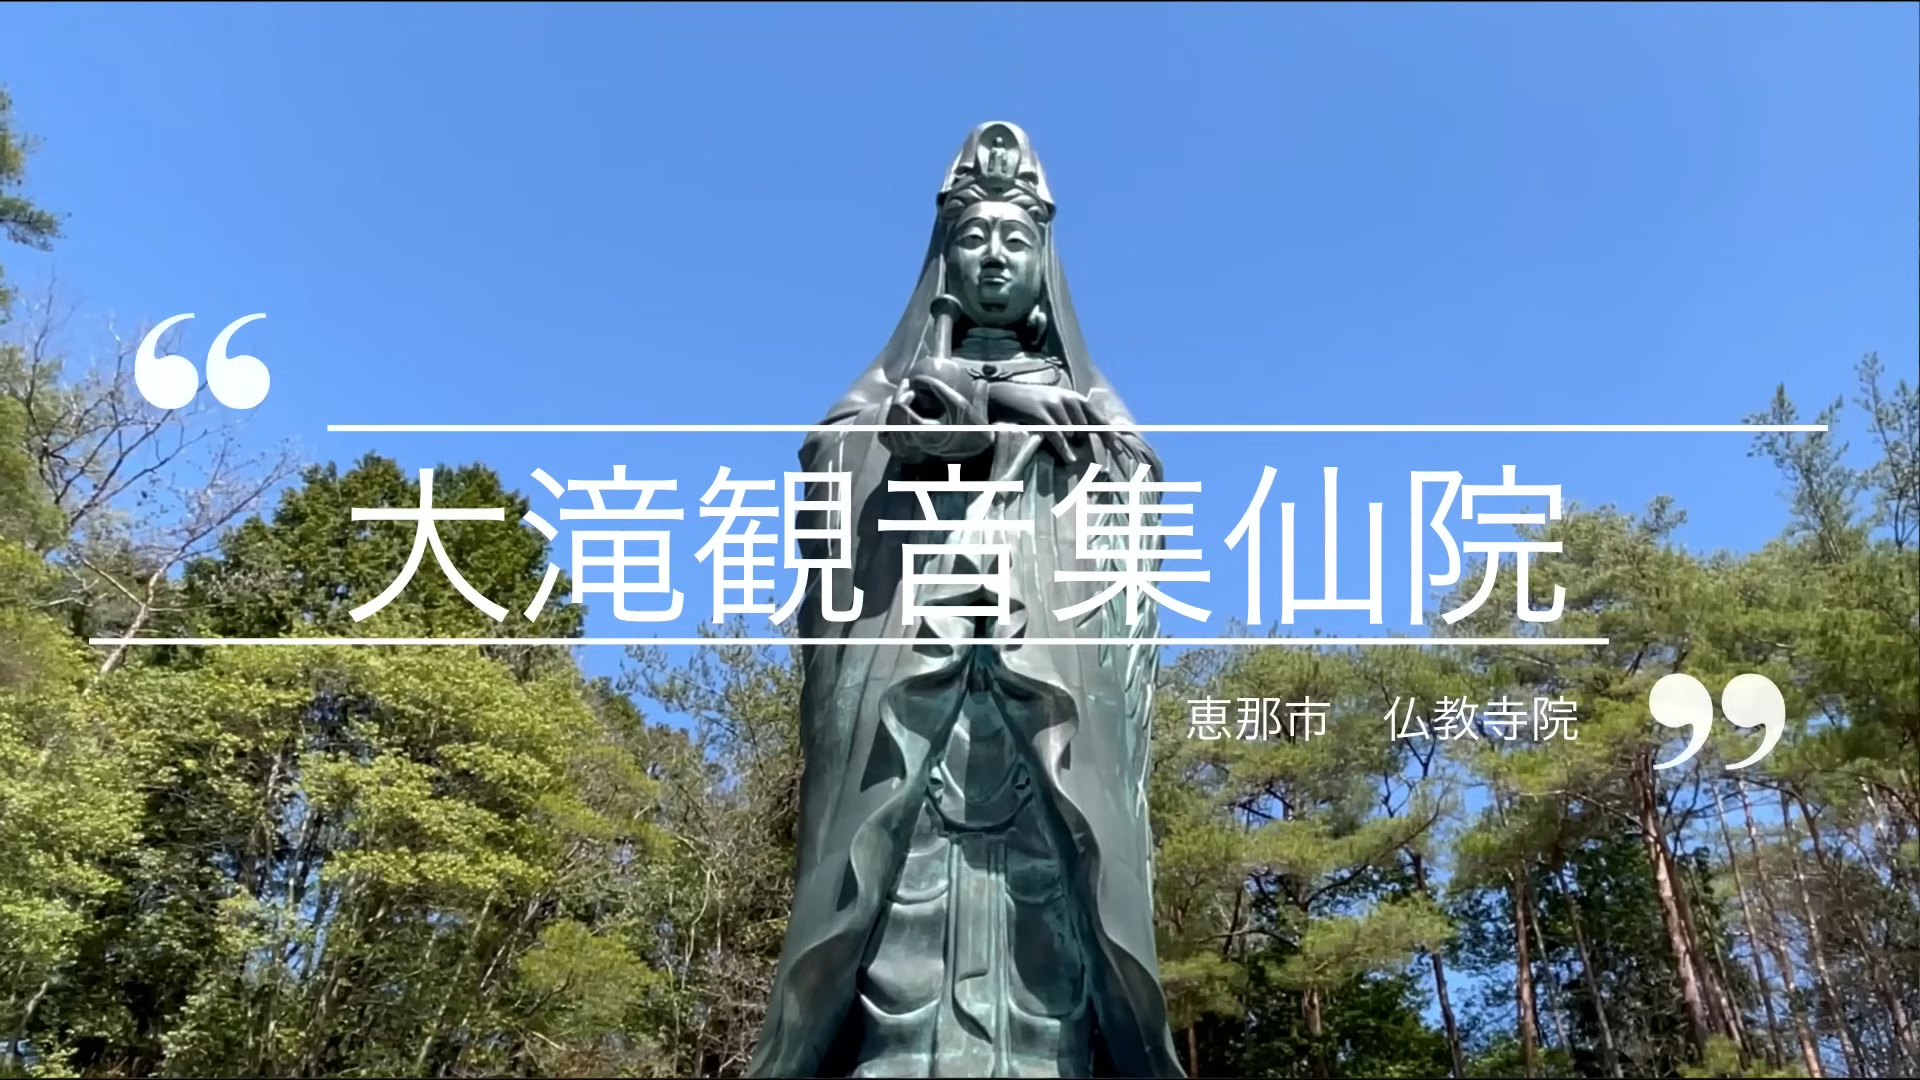 “
大滝観音集仙院
恵那市　仏教寺院
”